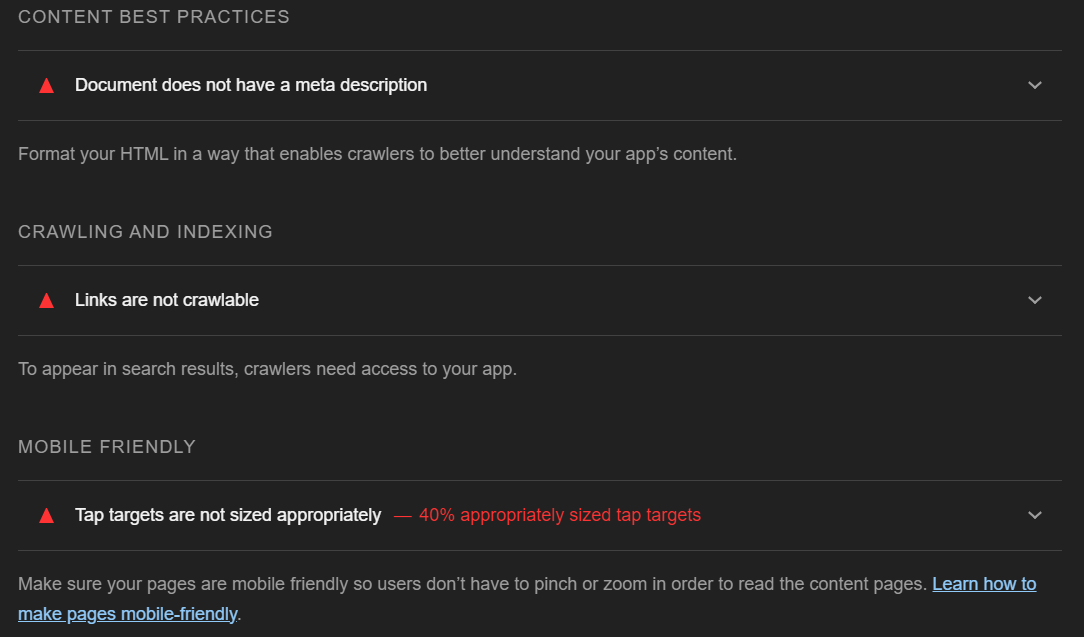 CONTENT BEST PRACTICES
Document does not have a meta description
Format your HTML in a way that enables crawlers to better understand your app’s content.
CRAWLING AND INDEXING
Links are not crawlable
To appear in search results, crawlers need access to your app.
MOBILE FRIENDLY
Tap targets are not sized appropriately — 40% appropriately sized tap targets
Make sure your pages are mobile friendly so users don’t have to pinch or zoom in order to read the content pages. Learn how to
make pages mobile-friendly.